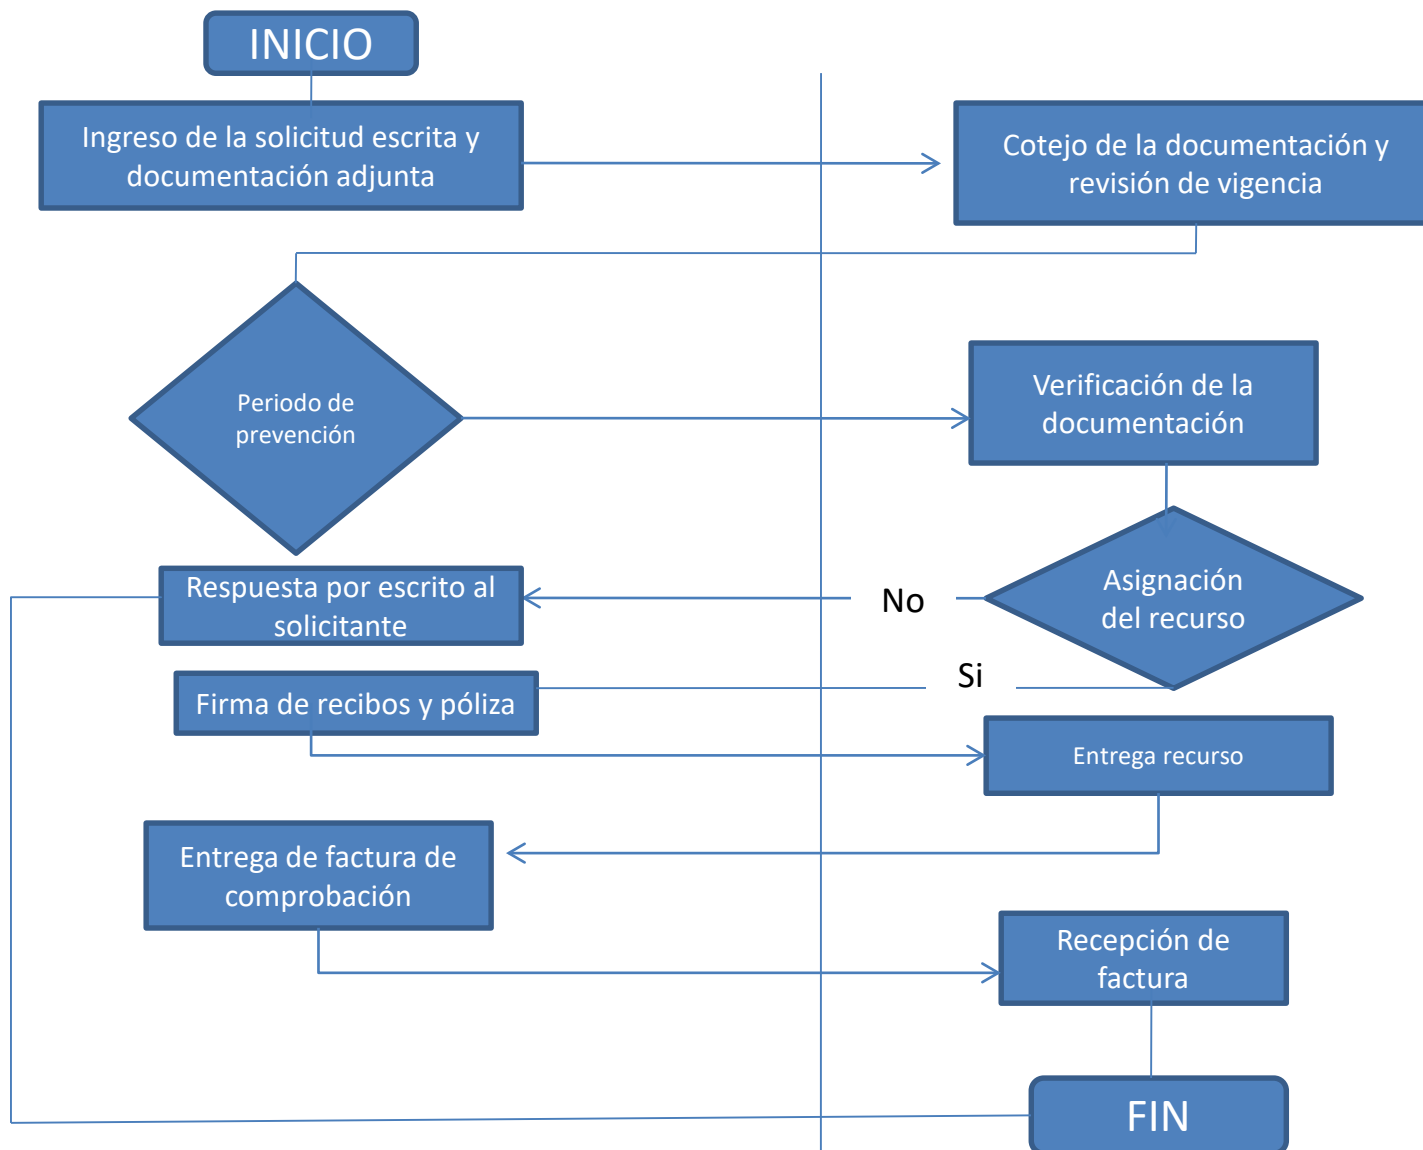 INICIO
Ingreso de la solicitud escrita y
documentación adjunta
Cotejo de la documentación y
revisión de vigencia
Periodo de
prevención
Verificación de la
documentación
Asignación
del recurso
No
Respuesta por escrito al
solicitante
Si
Firma de recibos y póliza
Entrega recurso
Entrega de factura de
comprobación
Recepción de
factura
FIN